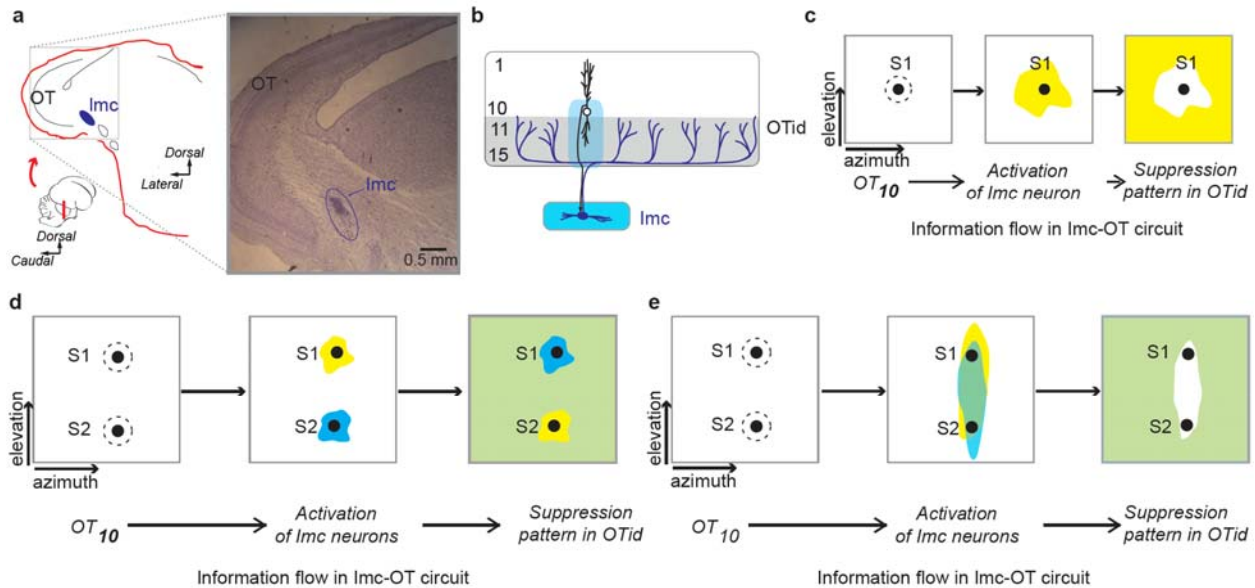 a
OT
Imc
Dorsal
Lateral
Dorsal
Caudal
OT
Imc
0.5 mm
b
1
10
11
15
OTid
Imc
c
S1
S1
S1
elevation
azimuth
OT10
Activation
of Imc neuron
Suppression
pattern in OTid
Information flow in Imc-OT circuit
d
S1
S2
S1
S2
S1
S2
elevation
azimuth
OT10
Activation
of Imc neurons
Suppression
pattern in OTid
Information flow in Imc-OT circuit
e
S1
S2
S1
S2
S1
S2
elevation
azimuth
OT10
Activation
of Imc neurons
Suppression
pattern in OTid
Information flow in Imc-OT circuit